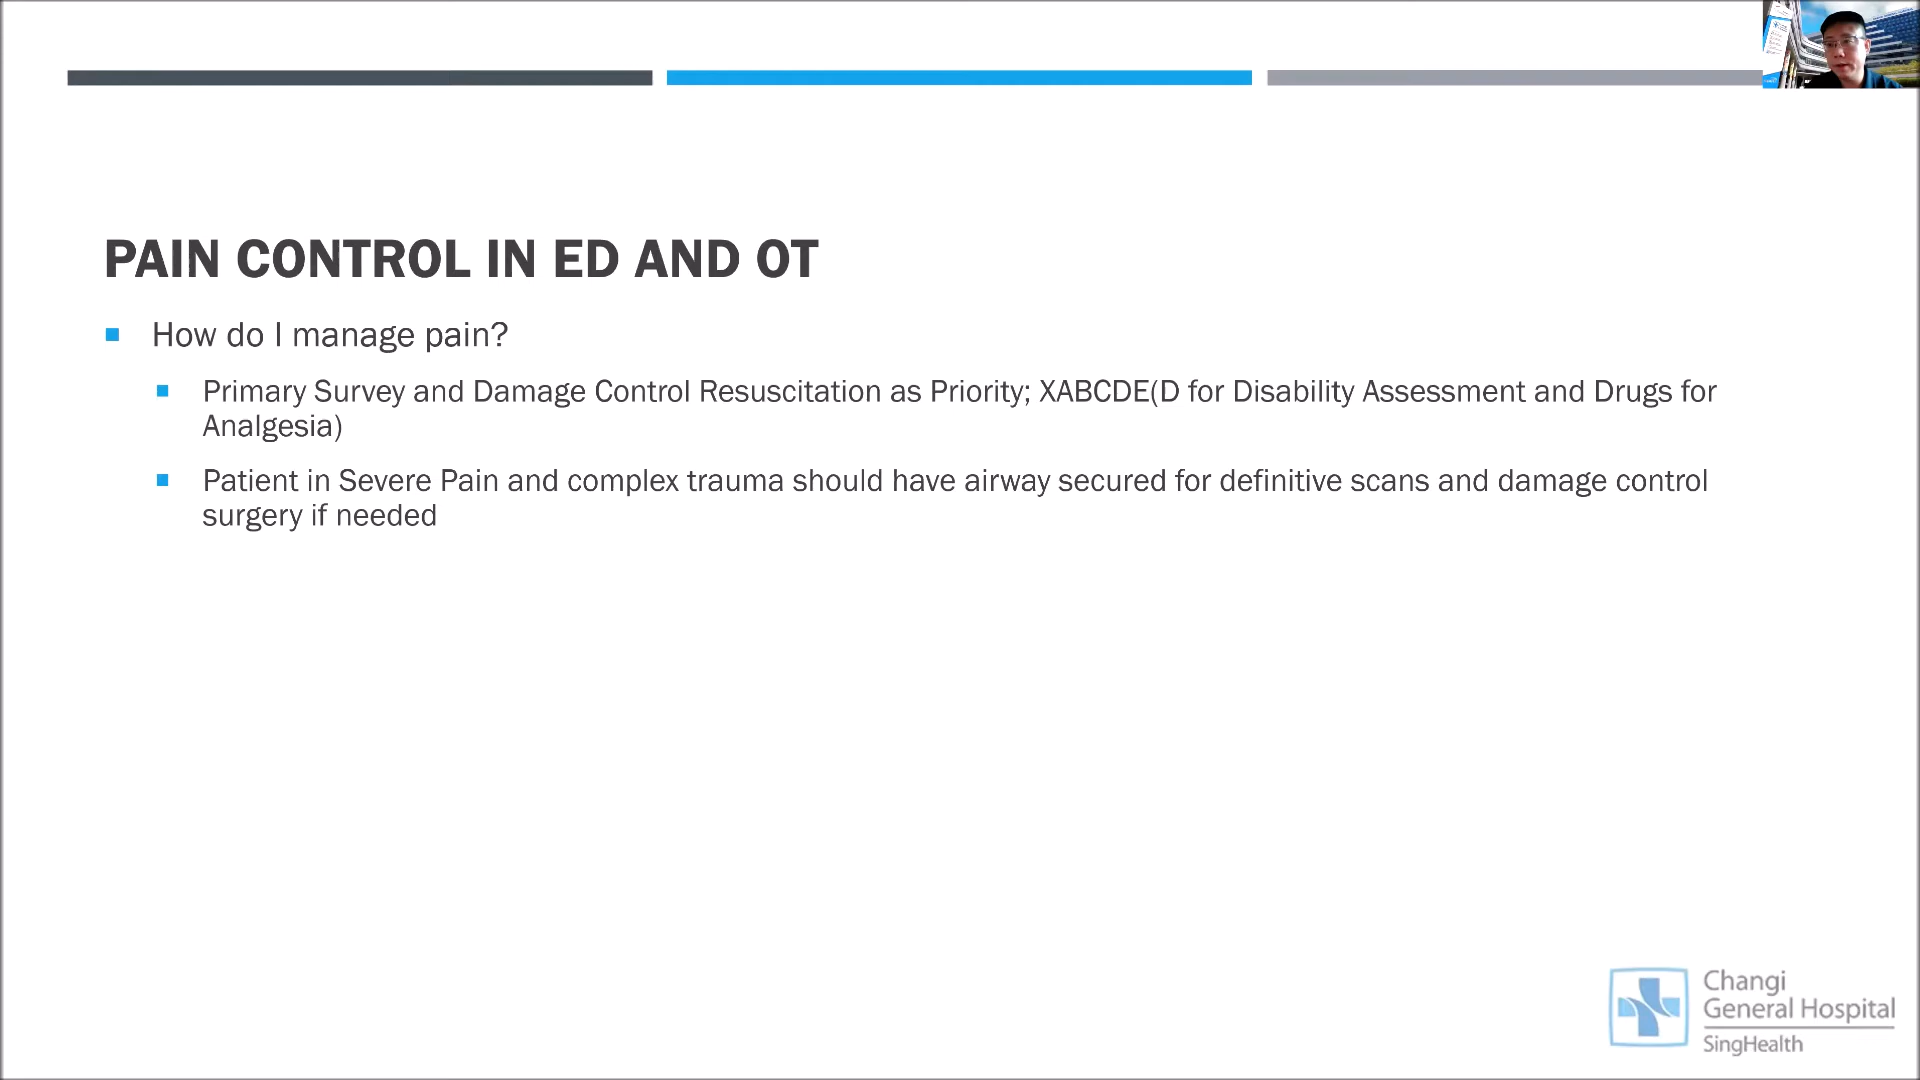 PAIN CONTROL IN ED AND OT
How do I manage pain?
Primary Survey and Damage Control Resuscitation as Priority; XABCDE(D for Disability Assessment and Drugs for
Analgesia)
Patient in Severe Pain and complex trauma should have airway secured for definitive scans and damage control
surgery if needed
Changi
General Hospital
SingHealth